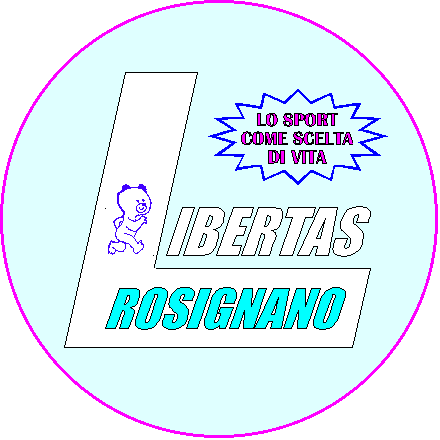 LO SPORT
COME SCELTA
DI VITA
LIBERTAS
ROSIGNANO